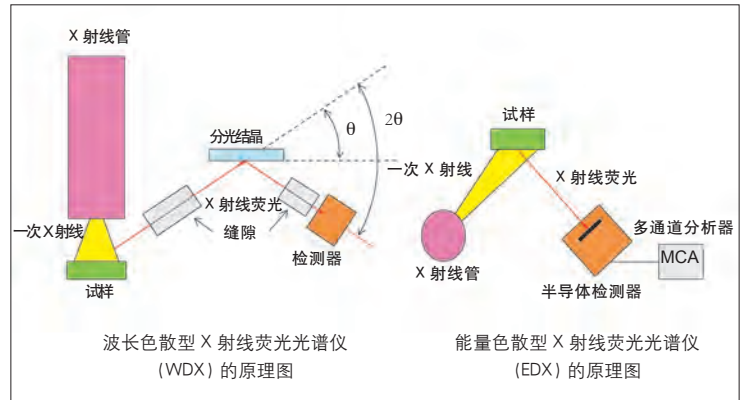 X 射线管
分光结晶
θ
2θ
一次X射线
试样
X 射线荧光
缝隙
检测器
波长色散型 X 射线荧光光谱仪
(WDX) 的原理图
试样
一次 X 射线
X 射线荧光
X 射线管
多通道分析器
MCA
半导体检测器
能量色散型 X 射线荧光光谱仪
(EDX) 的原理图